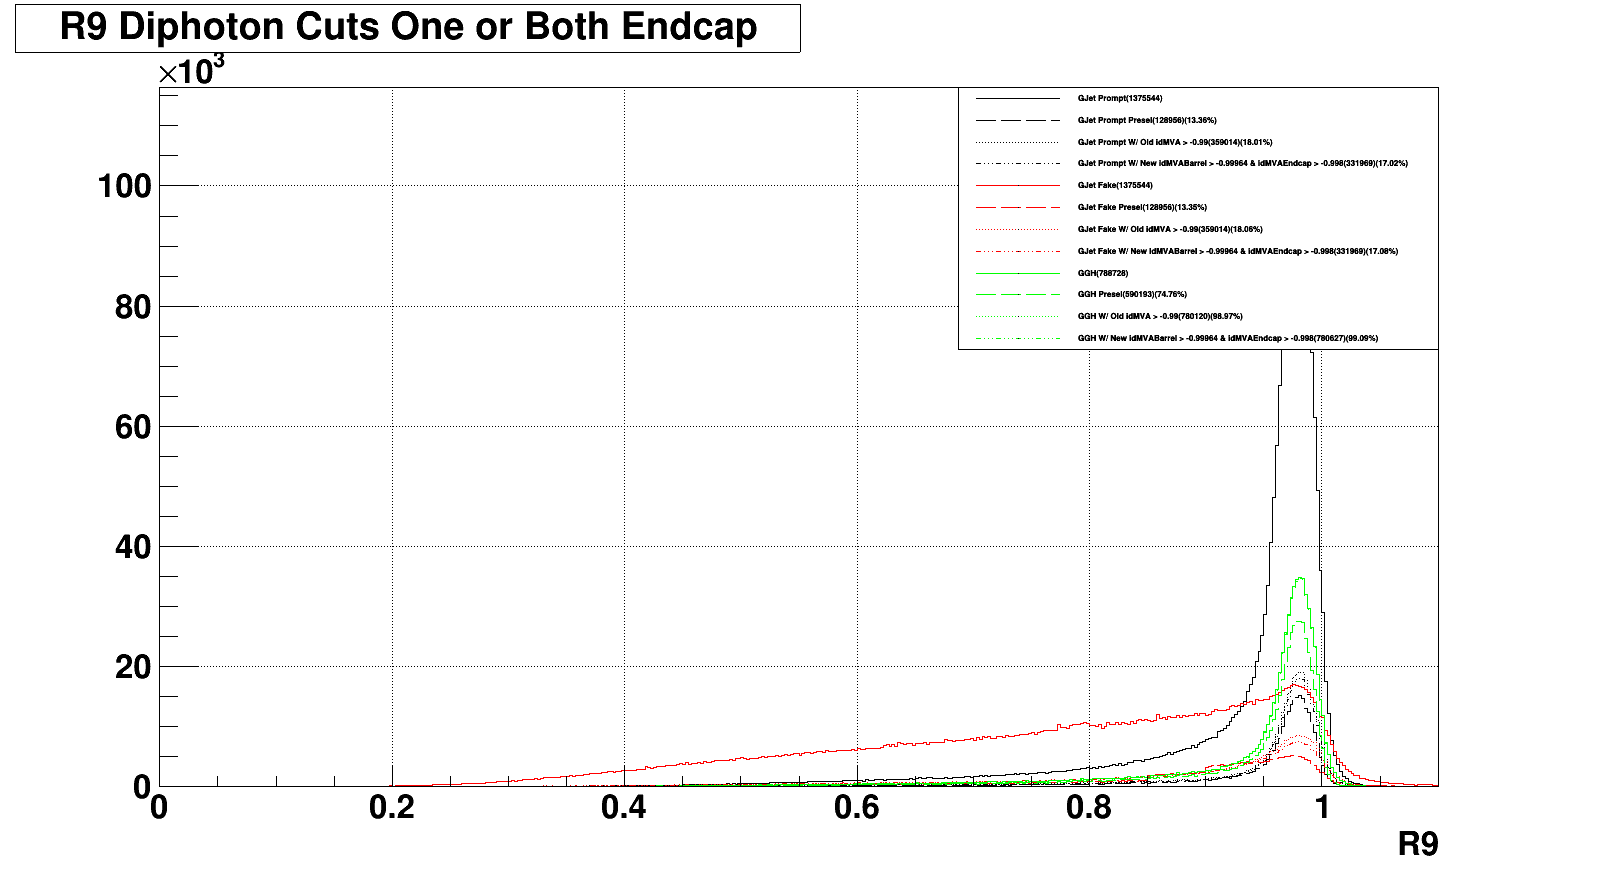 R9 Diphoton Cuts One or Both Endcap
×10³
GJet Prompt(1375544)
GJet Prompt Presel(128956)(13.36%)
GJet Prompt W/ Old idMVA > -0.99(359014)(18.01%)
GJet Prompt W/ New idMVABarrel > -0.99964 & idMVAEndcap > -0.998(331969)(17.02%)
GJet Fake(1375544)
GJet Fake Presel(128956)(13.35%)
GJet Fake W/ Old idMVA > -0.99(359014)(18.06%)
GJet Fake W/ New idMVABarrel > -0.99964 & idMVAEndcap > -0.998(331969)(17.08%)
GGH(788728)
GGH Presel(590193)(74.76%)
GGH W/ Old idMVA > -0.99(780120)(98.97%)
GGH W/ New idMVABarrel > -0.99964 & idMVAEndcap > -0.998(780627)(99.09%)
100
80
60
40
20
0
0 0.2 0.4 0.6 0.8 1
R9